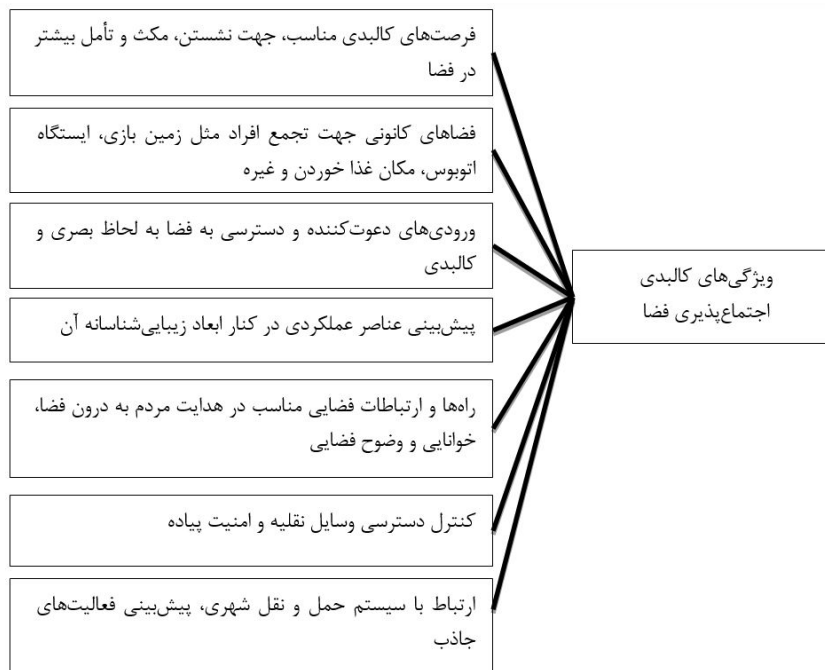 فرصت‌های کالبدی مناسب، جهت نشستن، مکث و تأمل بیشتر
در فضا
فضاهای کانونی جهت تجمع افراد مثل زمین بازی، ایستگاه
اتوبوس، مکان غذا خوردن و غیره
ورودی‌های دعوت‌کننده و دسترسی به فضا به لحاظ بصری و
کالبدی
ویژگی‌های کالبدی
اجتماع‌پذیری فضا
پیش‌بینی عناصر عملکردی در کنار ابعاد زیبایی‌شناسانه آن
راه‌ها و ارتباطات فضایی مناسب در هدایت مردم به درون فضا،
خوانایی و وضوح فضایی
کنترل دسترسی وسایل نقلیه و امنیت پیاده
ارتباط با سیستم حمل و نقل شهری، پیش‌بینی فعالیت‌های
جاذب